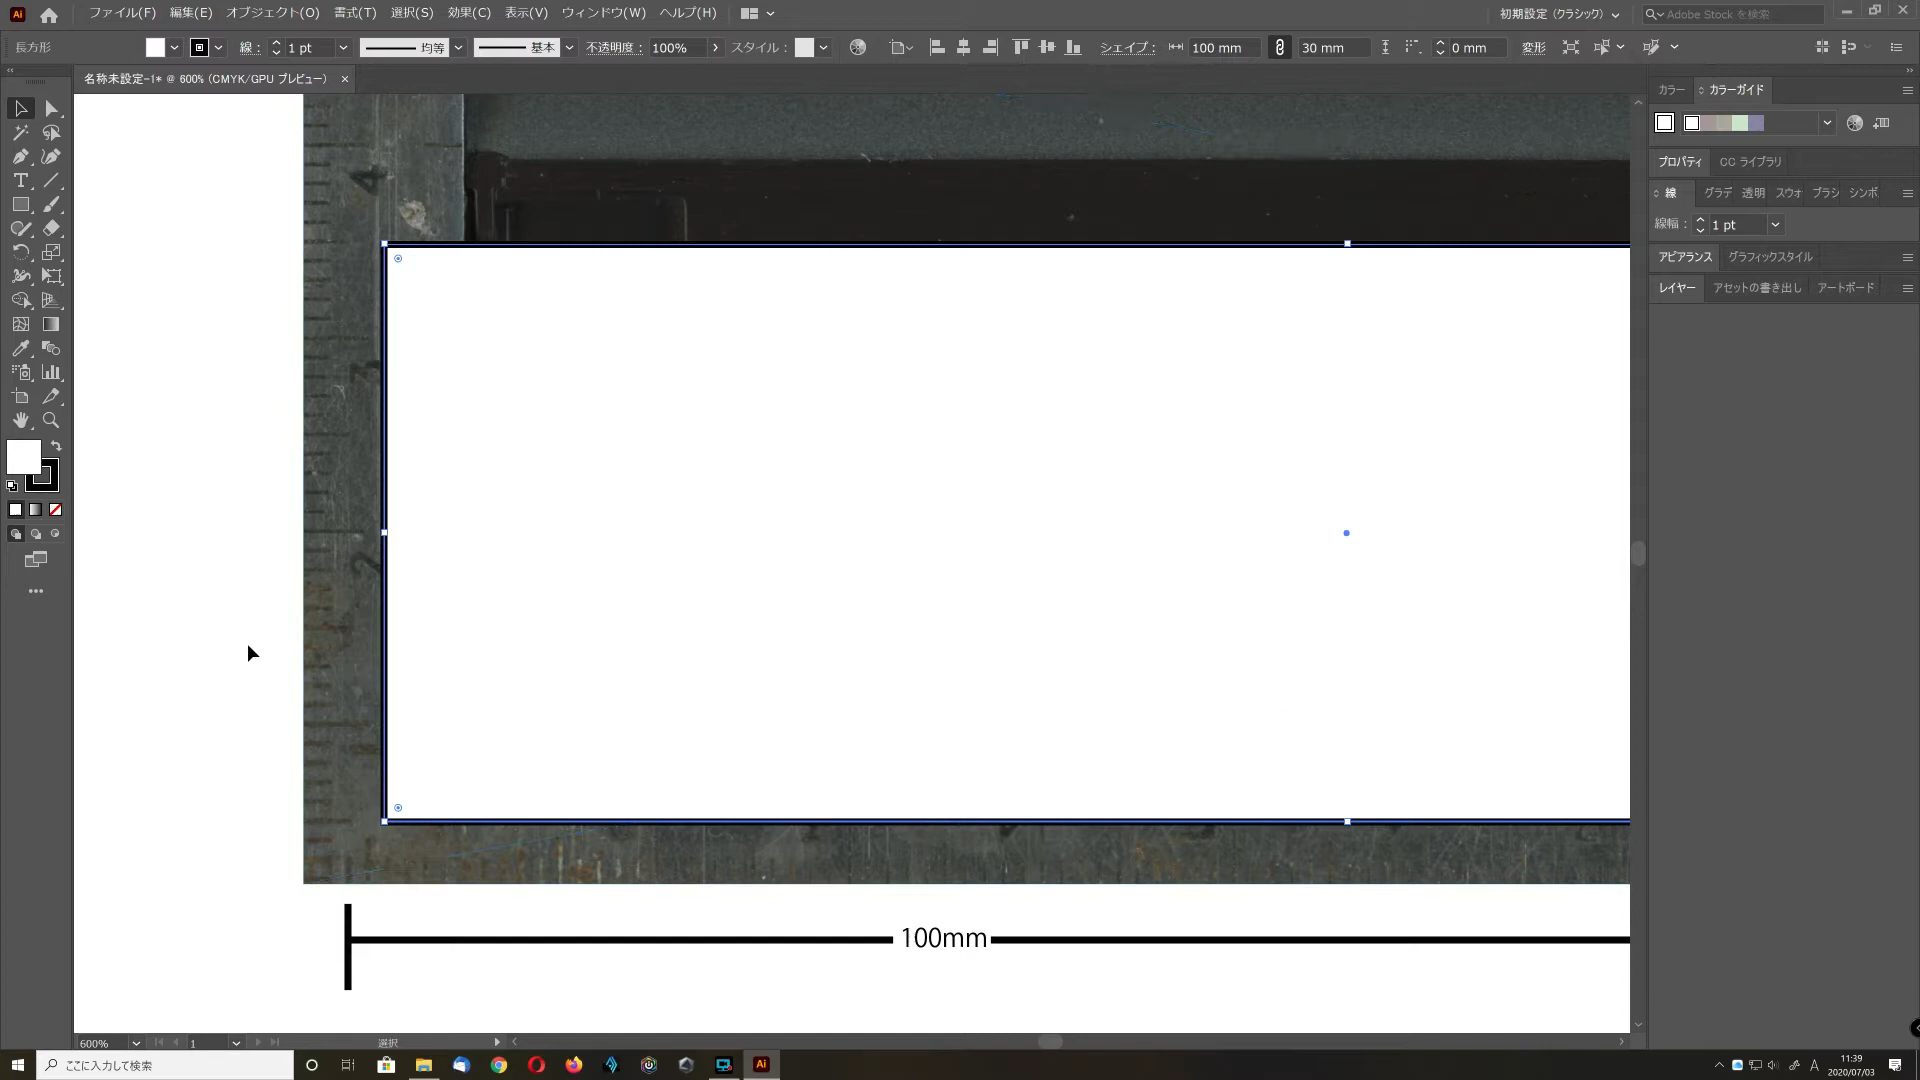 Ai ファイル(F) 編集(E) オブジェクト(O) 書式(T) 選択(S) 効果(C) 表示(V) ウィンドウ(W) ヘルプ(H) 初期設定 (クラシック) Adobe Stock を検索
長方形 線: 1 pt 均等 基本 不透明度: 100% スタイル: シェイプ: 100 mm 30 mm 0 mm 変形
名称未設定-1* @ 600% (CMYK/GPU プレビュー) ×
カラー カラーガイド
プロパティ CC ライブラリ
線 グラデ 透明 スウォ ブラシ シンボ
線幅: 1 pt
アピアランス グラフィックスタイル
レイヤー アセットの書き出し アートボード
4
2
100mm
600% 1 選択
ここに入力して検索 Ai A 11:39
2020/07/03